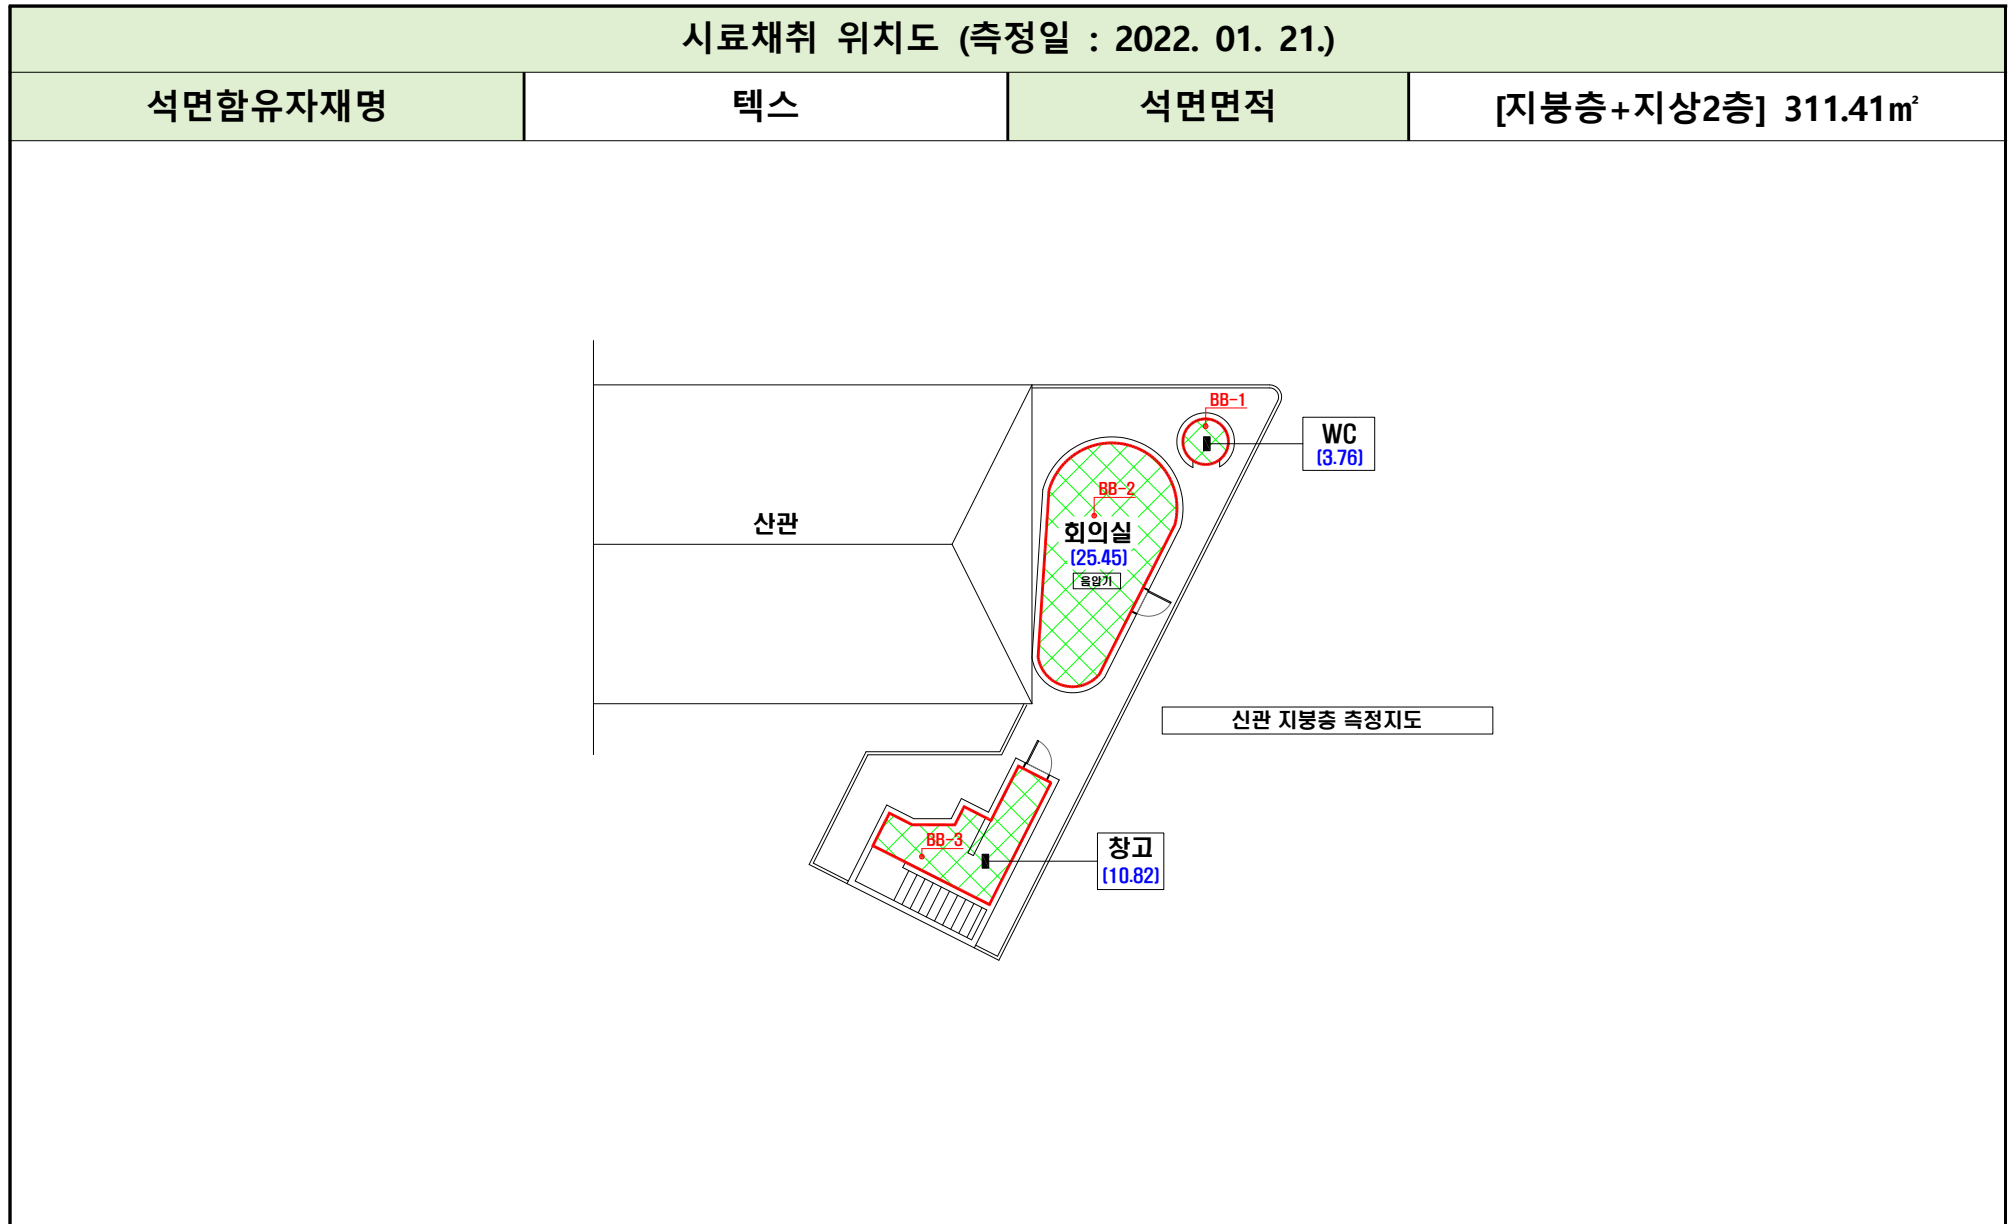 시료채취 위치도 (측정일 : 2022. 01. 21.)
석면함유자재명 텍스 석면면적 [지붕층+지상2층] 311.41㎡
BB-1
WC
(3.76)
BB-2
산관
회의실
(25.45)
음압기
신관 지붕층 측정지도
BB-3
창고
(10.82)